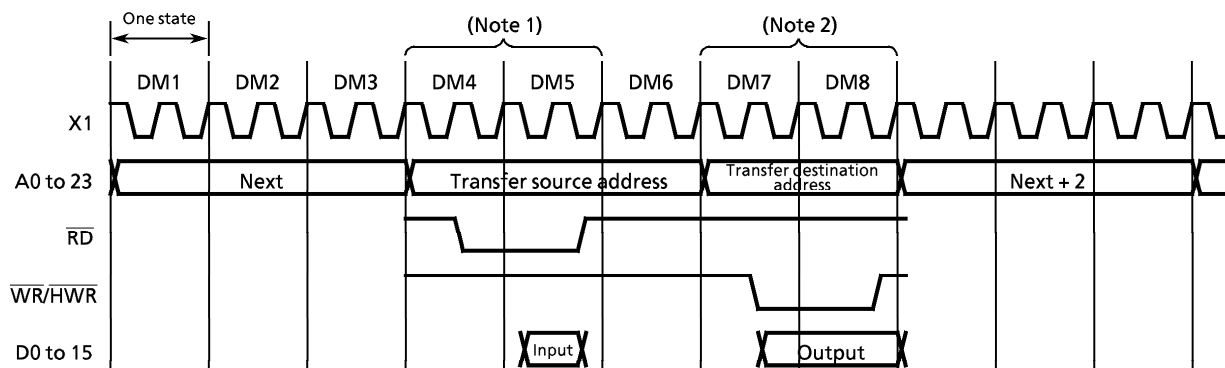 One state
(Note 1)
(Note 2)
DM1 DM2 DM3 DM4 DM5 DM6 DM7 DM8
X1
A0 to 23
Next
Transfer source address
Transfer destination
address
Next + 2
RD
WR/HWR
D0 to 15
Input
Output